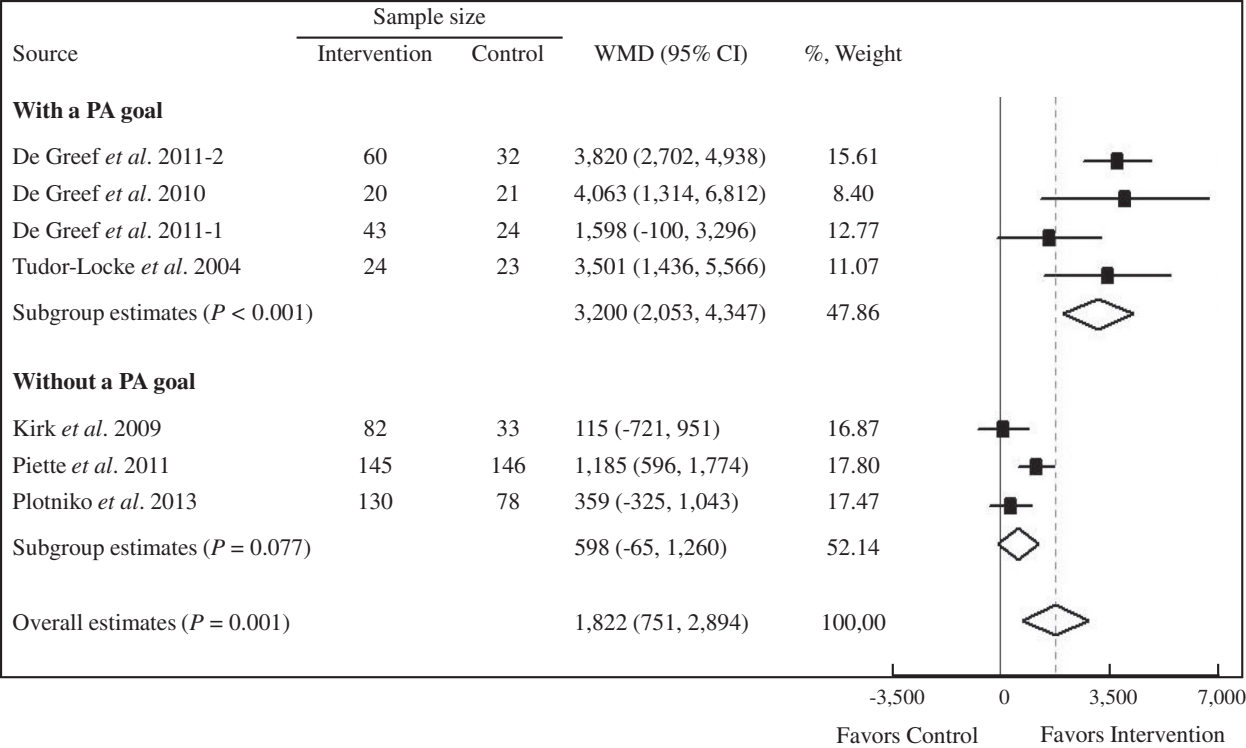 Sample size
Source Intervention Control WMD (95% CI) %, Weight
With a PA goal
De Greef et al. 2011-2 60 32 3,820 (2,702, 4,938) 15.61
De Greef et al. 2010 20 21 4,063 (1,314, 6,812) 8.40
De Greef et al. 2011-1 43 24 1,598 (-100, 3,296) 12.77
Tudor-Locke et al. 2004 24 23 3,501 (1,436, 5,566) 11.07
Subgroup estimates (P < 0.001) 3,200 (2,053, 4,347) 47.86
Without a PA goal
Kirk et al. 2009 82 33 115 (-721, 951) 16.87
Piette et al. 2011 145 146 1,185 (596, 1,774) 17.80
Plotniko et al. 2013 130 78 359 (-325, 1,043) 17.47
Subgroup estimates (P = 0.077) 598 (-65, 1,260) 52.14
Overall estimates (P = 0.001) 1,822 (751, 2,894) 100,00
-3,500 0 3,500 7,000
Favors Control Favors Intervention